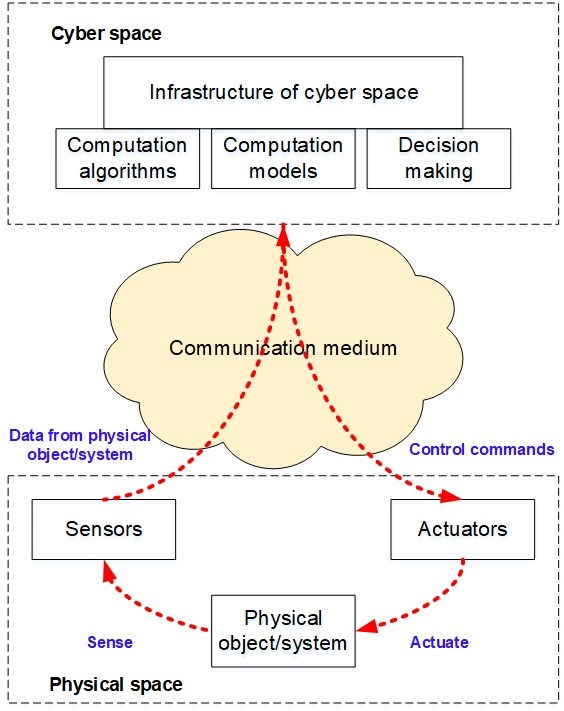 Cyber space
Infrastructure of cyber space
Computation
algorithms
Computation
models
Decision
making
Communication medium
Data from physical
object/system
Control commands
Sensors
Actuators
Physical
object/system
Sense
Actuate
Physical space